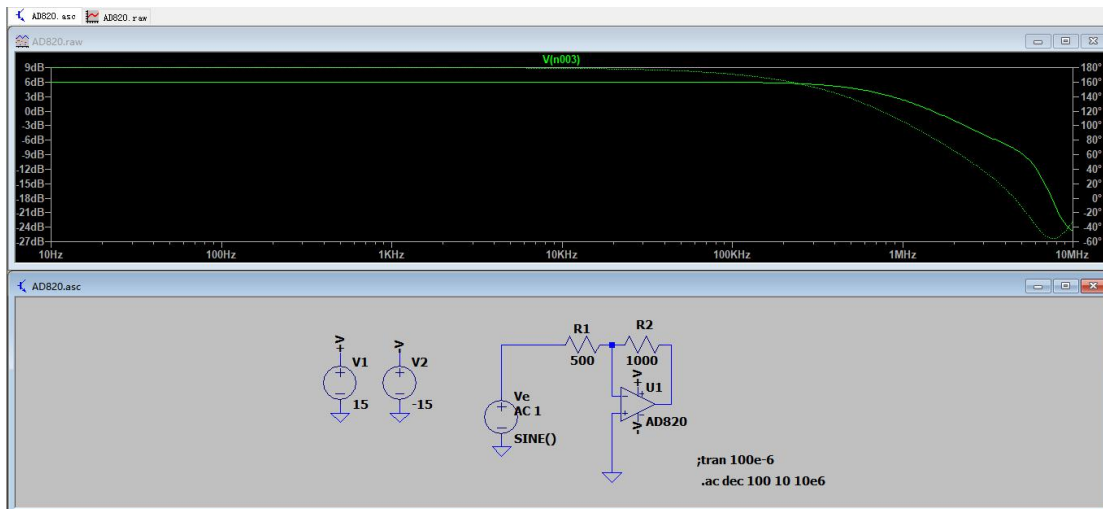 AD820.asc AD820.raw
AD820.raw
V(n003)
9dB 180°
6dB 160°
3dB 140°
0dB 120°
-3dB 100°
-6dB 80°
-9dB 60°
-12dB 40°
-15dB 20°
-18dB 0°
-21dB -20°
-24dB -40°
-27dB -60°
10Hz 100Hz 1KHz 10KHz 100KHz 1MHz 10MHz
AD820.asc
R1 R2
500 1000
+V -V
V1 V2
15 -15
Ve
AC 1
SINE()
+V
U1
-V AD820
;tran 100e-6
.ac dec 100 10 10e6